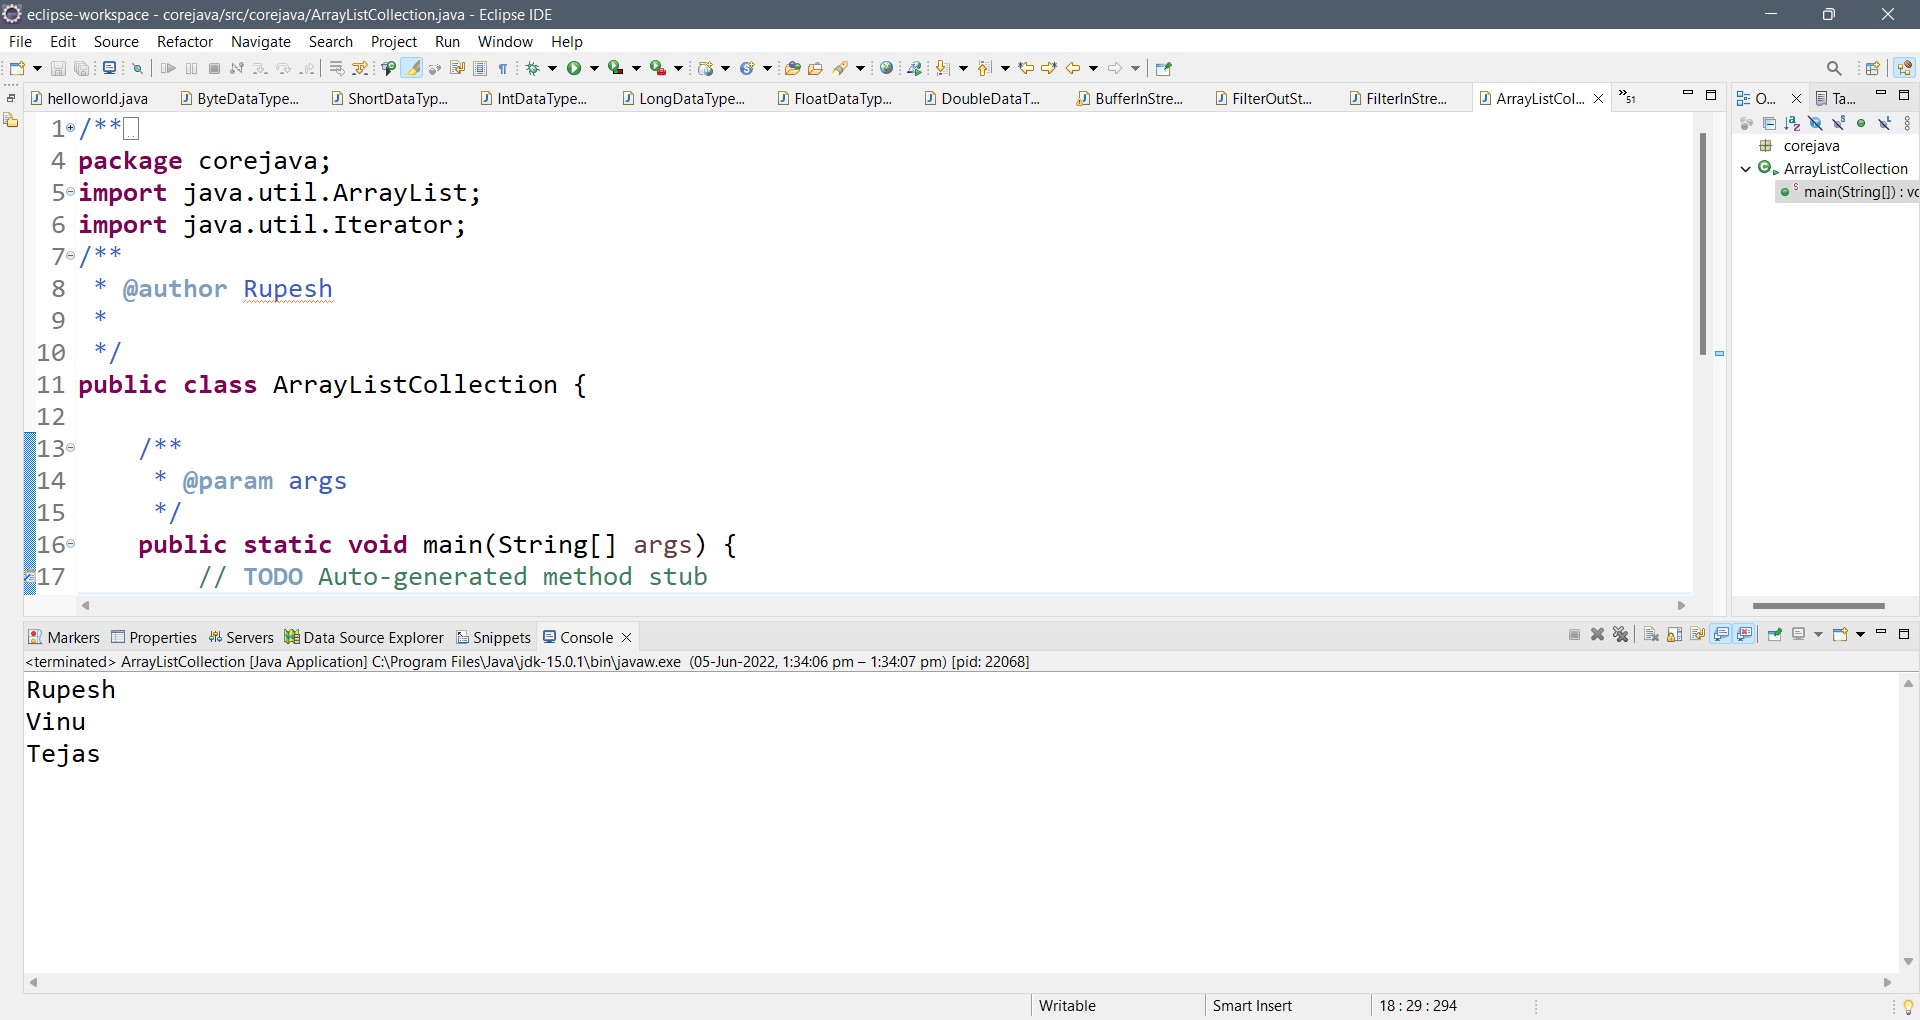 eclipse-workspace - corejava/src/corejava/ArrayListCollection.java - Eclipse IDE
File Edit Source Refactor Navigate Search Project Run Window Help
helloworld.java ByteDataType... ShortDataTyp... IntDataType... LongDataType... FloatDataTyp... DoubleDataT... BufferInStre... FilterOutSt... FilterInStre... ArrayListCol... »51 O... Ta...
1 /**
4 package corejava;
5 import java.util.ArrayList;
6 import java.util.Iterator;
7 /**
8 * @author Rupesh
9 *
10 */
11 public class ArrayListCollection {
12
13 /**
14 * @param args
15 */
16 public static void main(String[] args) {
17 // TODO Auto-generated method stub
corejava
ArrayListCollection
main(String[]) : vo
Markers Properties Servers Data Source Explorer Snippets Console
<terminated> ArrayListCollection [Java Application] C:\Program Files\Java\jdk-15.0.1\bin\javaw.exe (05-Jun-2022, 1:34:06 pm – 1:34:07 pm) [pid: 22068]
Rupesh
Vinu
Tejas
Writable Smart Insert 18 : 29 : 294